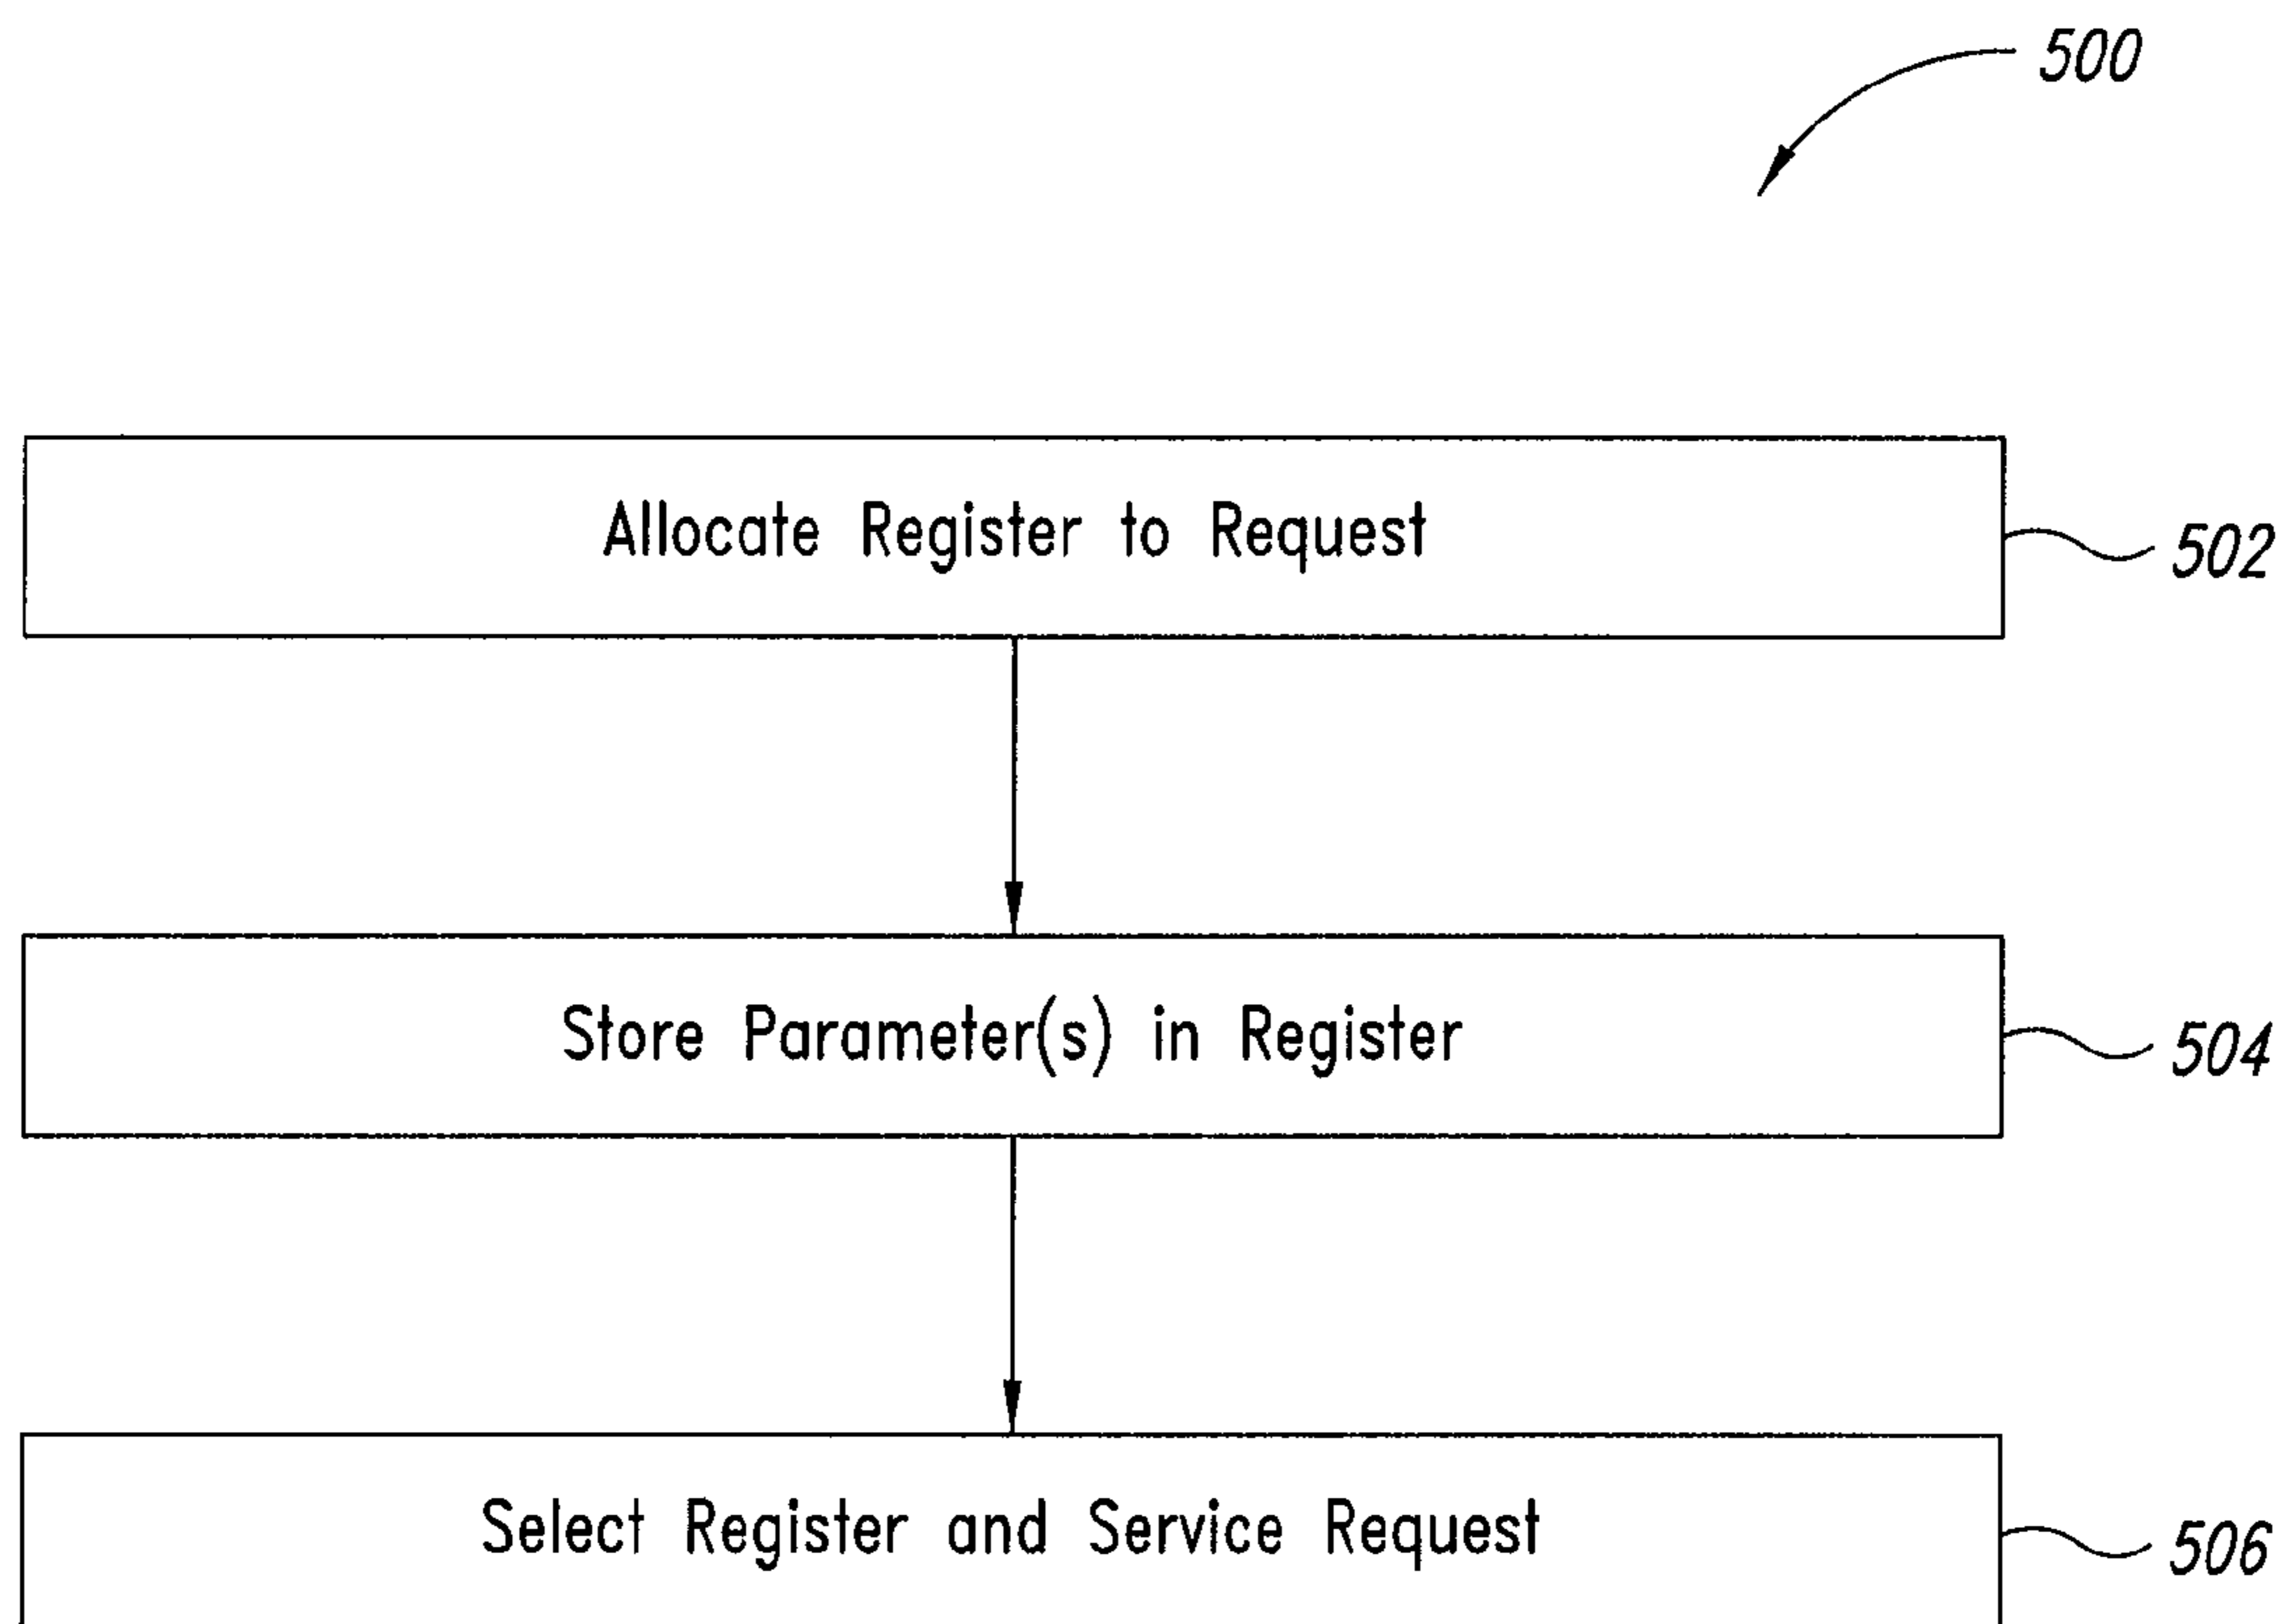 500
Allocate Register to Request
502
Store Parameter(s) in Register
504
Select Register and Service Request
506